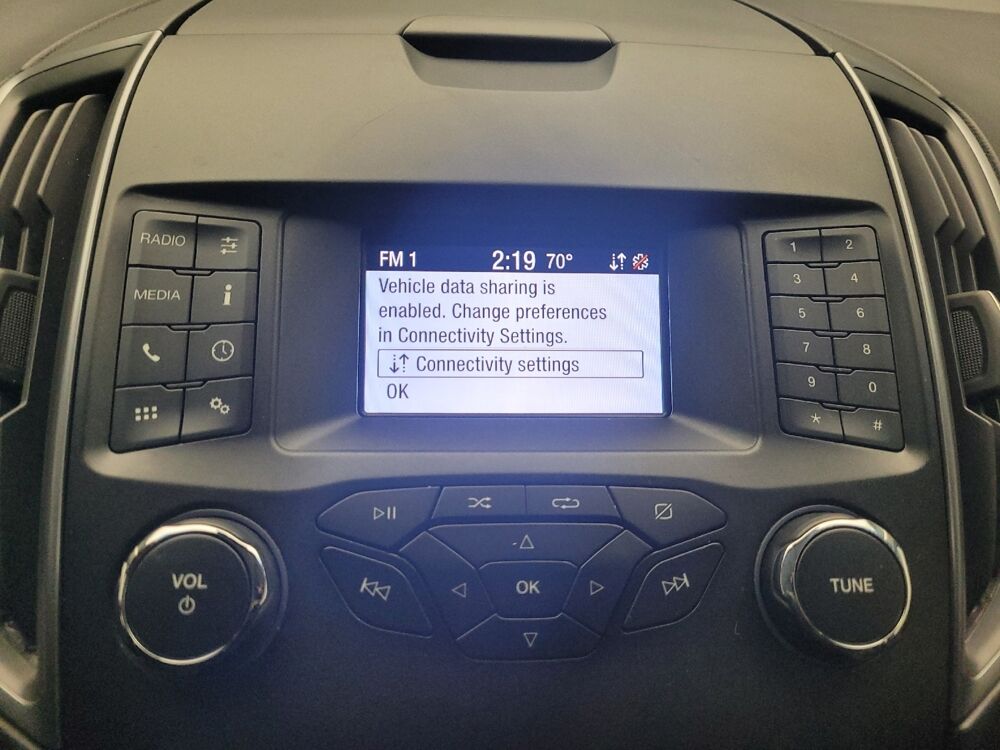 FM 1 2:19 70°
Vehicle data sharing is
enabled. Change preferences
in Connectivity Settings.
Connectivity settings
OK
RADIO
MEDIA
i
1 2
3 4
5 6
7 8
9 0
* #
VOL
OK
TUNE